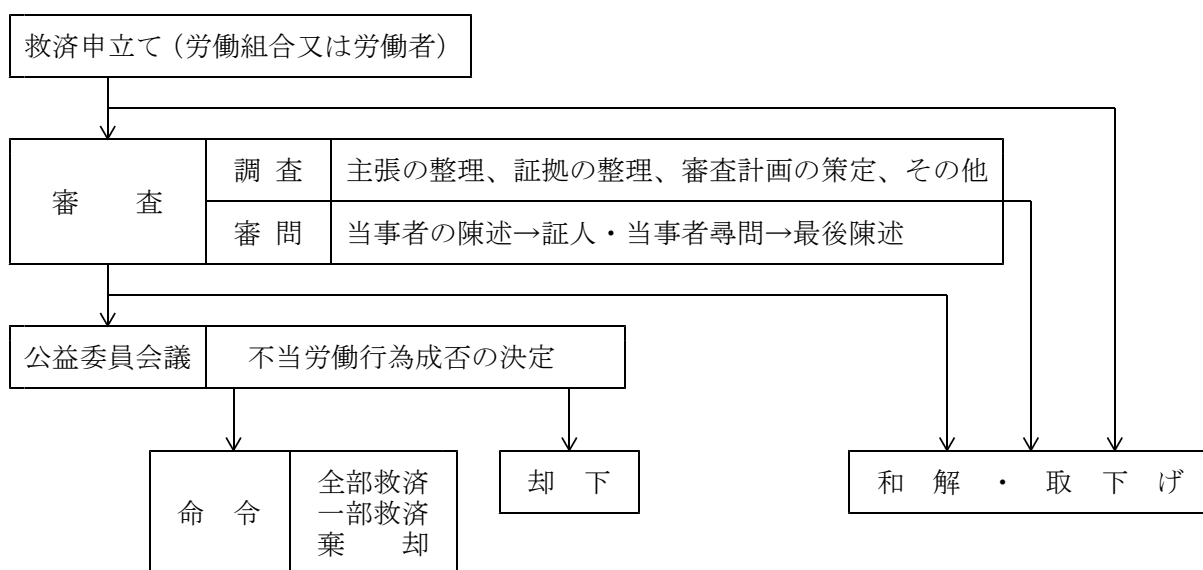 救済申立て（労働組合又は労働者）
審　査
調 査
主張の整理、証拠の整理、審査計画の策定、その他
審 問
当事者の陳述→証人・当事者尋問→最後陳述
公益委員会議
不当労働行為成否の決定
命 令
全部救済
一部救済
棄　却
却 下
和 解 ・ 取 下 げ